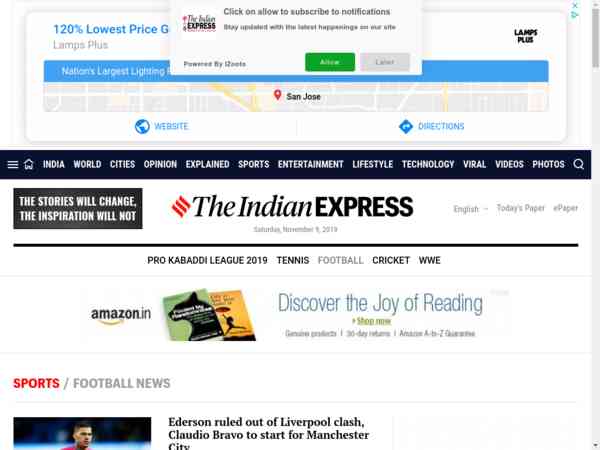 120% Lowest Price G
Lamps Plus
Click on allow to subscribe to notifications
Stay updated with the latest happenings on our site
The Indian
EXPRESS
Powered By iZooto
Allow
Later
LAMPS
PLUS
Nation's Largest Lighting R
San Jose
WEBSITE
DIRECTIONS
INDIA WORLD CITIES OPINION EXPLAINED SPORTS ENTERTAINMENT LIFESTYLE TECHNOLOGY VIRAL VIDEOS PHOTOS
THE STORIES WILL CHANGE,
THE INSPIRATION WILL NOT
The Indian EXPRESS
English
Today's Paper
ePaper
Saturday, November 9, 2019
PRO KABADDI LEAGUE 2019 TENNIS FOOTBALL CRICKET WWE
amazon.in
Discover the Joy of Reading
Shop now
Genuine products | 30-day returns | Amazon A-to-Z Guarantee
SPORTS / FOOTBALL NEWS
Ederson ruled out of Liverpool clash,
Claudio Bravo to start for Manchester
City